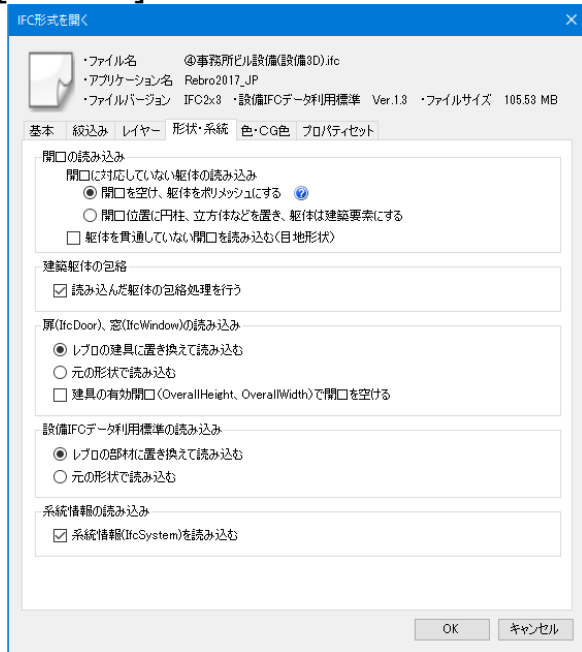 IFC形式を開く
・ファイル名 ④事務所ビル設備(設備3D).ifc
・アプリケーション名 Rebro2017_JP
・ファイルバージョン IFC2x3 ・設備IFCデータ利用標準 Ver.1.3 ・ファイルサイズ 105.53 MB
基本 絞込み レイヤー 形状・系統 色・CG色 プロパティセット
開口の読み込み
開口に対応していない躯体の読み込み
開口を空け、躯体をポリメッシュにする ?
開口位置に円柱、立方体などを置き、躯体は建築要素にする
躯体を貫通していない開口を読み込む(目地形状)
建築躯体の包絡
読み込んだ躯体の包絡処理を行う
扉(IfcDoor)、窓(IfcWindow)の読み込み
レブロの建具に置き換えて読み込む
元の形状で読み込む
建具の有効開口(OverallHeight、OverallWidth)で開口を空ける
設備IFCデータ利用標準の読み込み
レブロの部材に置き換えて読み込む
元の形状で読み込む
系統情報の読み込み
系統情報(IfcSystem)を読み込む
OK キャンセル